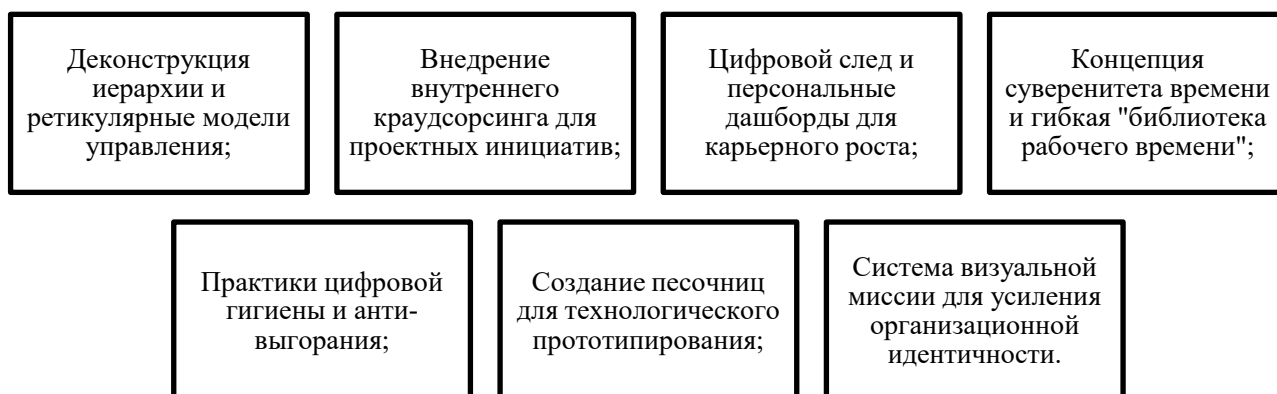 Деконструкция
иерархии и
ретикулярные модели
управления;
Внедрение
внутреннего
краудсорсинга для
проектных инициатив;
Цифровой след и
персональные
дашборды для
карьерного роста;
Концепция
суверенитета времени
и гибкая "библиотека
рабочего времени";
Практики цифровой
гигиены и анти-
выгорания;
Создание песочниц
для технологического
прототипирования;
Система визуальной
миссии для усиления
организационной
идентичности.